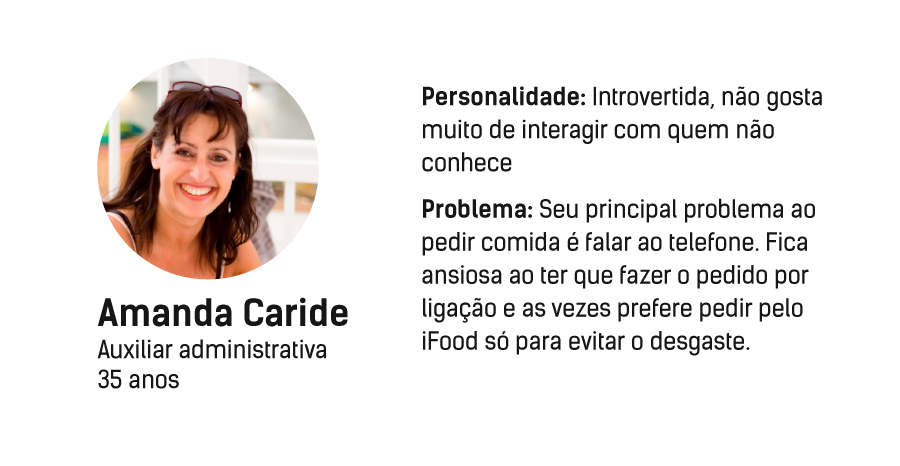 Amanda Caride
Auxiliar administrativa
35 anos
Personalidade: Introvertida, não gosta
muito de interagir com quem não
conhece
Problema: Seu principal problema ao
pedir comida é falar ao telefone. Fica
ansiosa ao ter que fazer o pedido por
ligação e as vezes prefere pedir pelo
iFood só para evitar o desgaste.